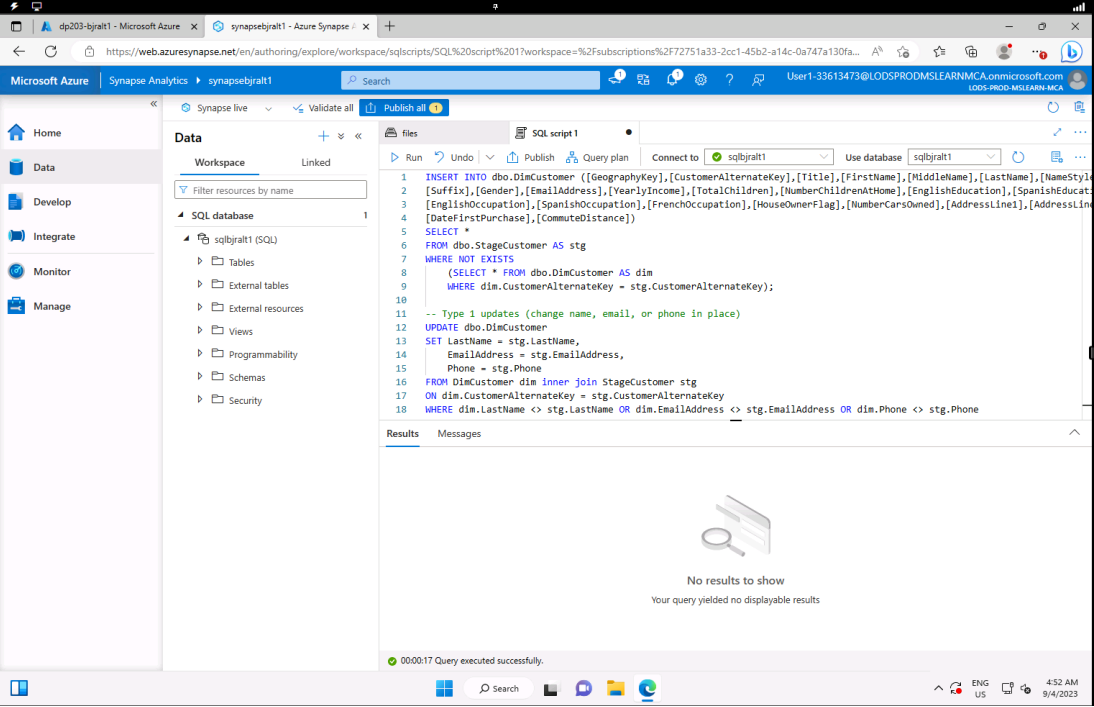 dp203-bjralt1 - Microsoft Azure
synapsebjralt1 - Azure Synapse A
https://web.azuresynapse.net/en/authoring/explore/workspace/sqlscripts/SQL%20script%201?workspace=%2Fsubscriptions%2F72751a33-2cc1-45b2-a14c-0a747a130fa...
Microsoft Azure
Synapse Analytics
synapsebjralt1
Search
1
1
User1-33613473@LODSPRODMSLEARNMCA.onmicrosoft.com
LODS-PROD-MSLEARN-MCA
Home
Data
Develop
Integrate
Monitor
Manage
Synapse live
Validate all
Publish all 1
Data
Workspace
Linked
Filter resources by name
SQL database 1
sqlbjralt1 (SQL)
Tables
External tables
External resources
Views
Programmability
Schemas
Security
files
SQL script 1
Run
Undo
Publish
Query plan
Connect to
sqlbjralt1
Use database
sqlbjralt1
1 INSERT INTO dbo.DimCustomer ([GeographyKey],[CustomerAlternateKey],[Title],[FirstName],[MiddleName],[LastName],[NameStyle
2 [Suffix],[Gender],[EmailAddress],[YearlyIncome],[TotalChildren],[NumberChildrenAtHome],[EnglishEducation],[SpanishEducati
3 [EnglishOccupation],[SpanishOccupation],[FrenchOccupation],[HouseOwnerFlag],[NumberCarsOwned],[AddressLine1],[AddressLine
4 [DateFirstPurchase],[CommuteDistance])
5 SELECT *
6 FROM dbo.StageCustomer AS stg
7 WHERE NOT EXISTS
8 (SELECT * FROM dbo.DimCustomer AS dim
9 WHERE dim.CustomerAlternateKey = stg.CustomerAlternateKey);
10
11 -- Type 1 updates (change name, email, or phone in place)
12 UPDATE dbo.DimCustomer
13 SET LastName = stg.LastName,
14 EmailAddress = stg.EmailAddress,
15 Phone = stg.Phone
16 FROM DimCustomer dim inner join StageCustomer stg
17 ON dim.CustomerAlternateKey = stg.CustomerAlternateKey
18 WHERE dim.LastName <> stg.LastName OR dim.EmailAddress <> stg.EmailAddress OR dim.Phone <> stg.Phone
Results
Messages
No results to show
Your query yielded no displayable results
00:00:17 Query executed successfully.
Search
ENG
US
4:52 AM
9/4/2023